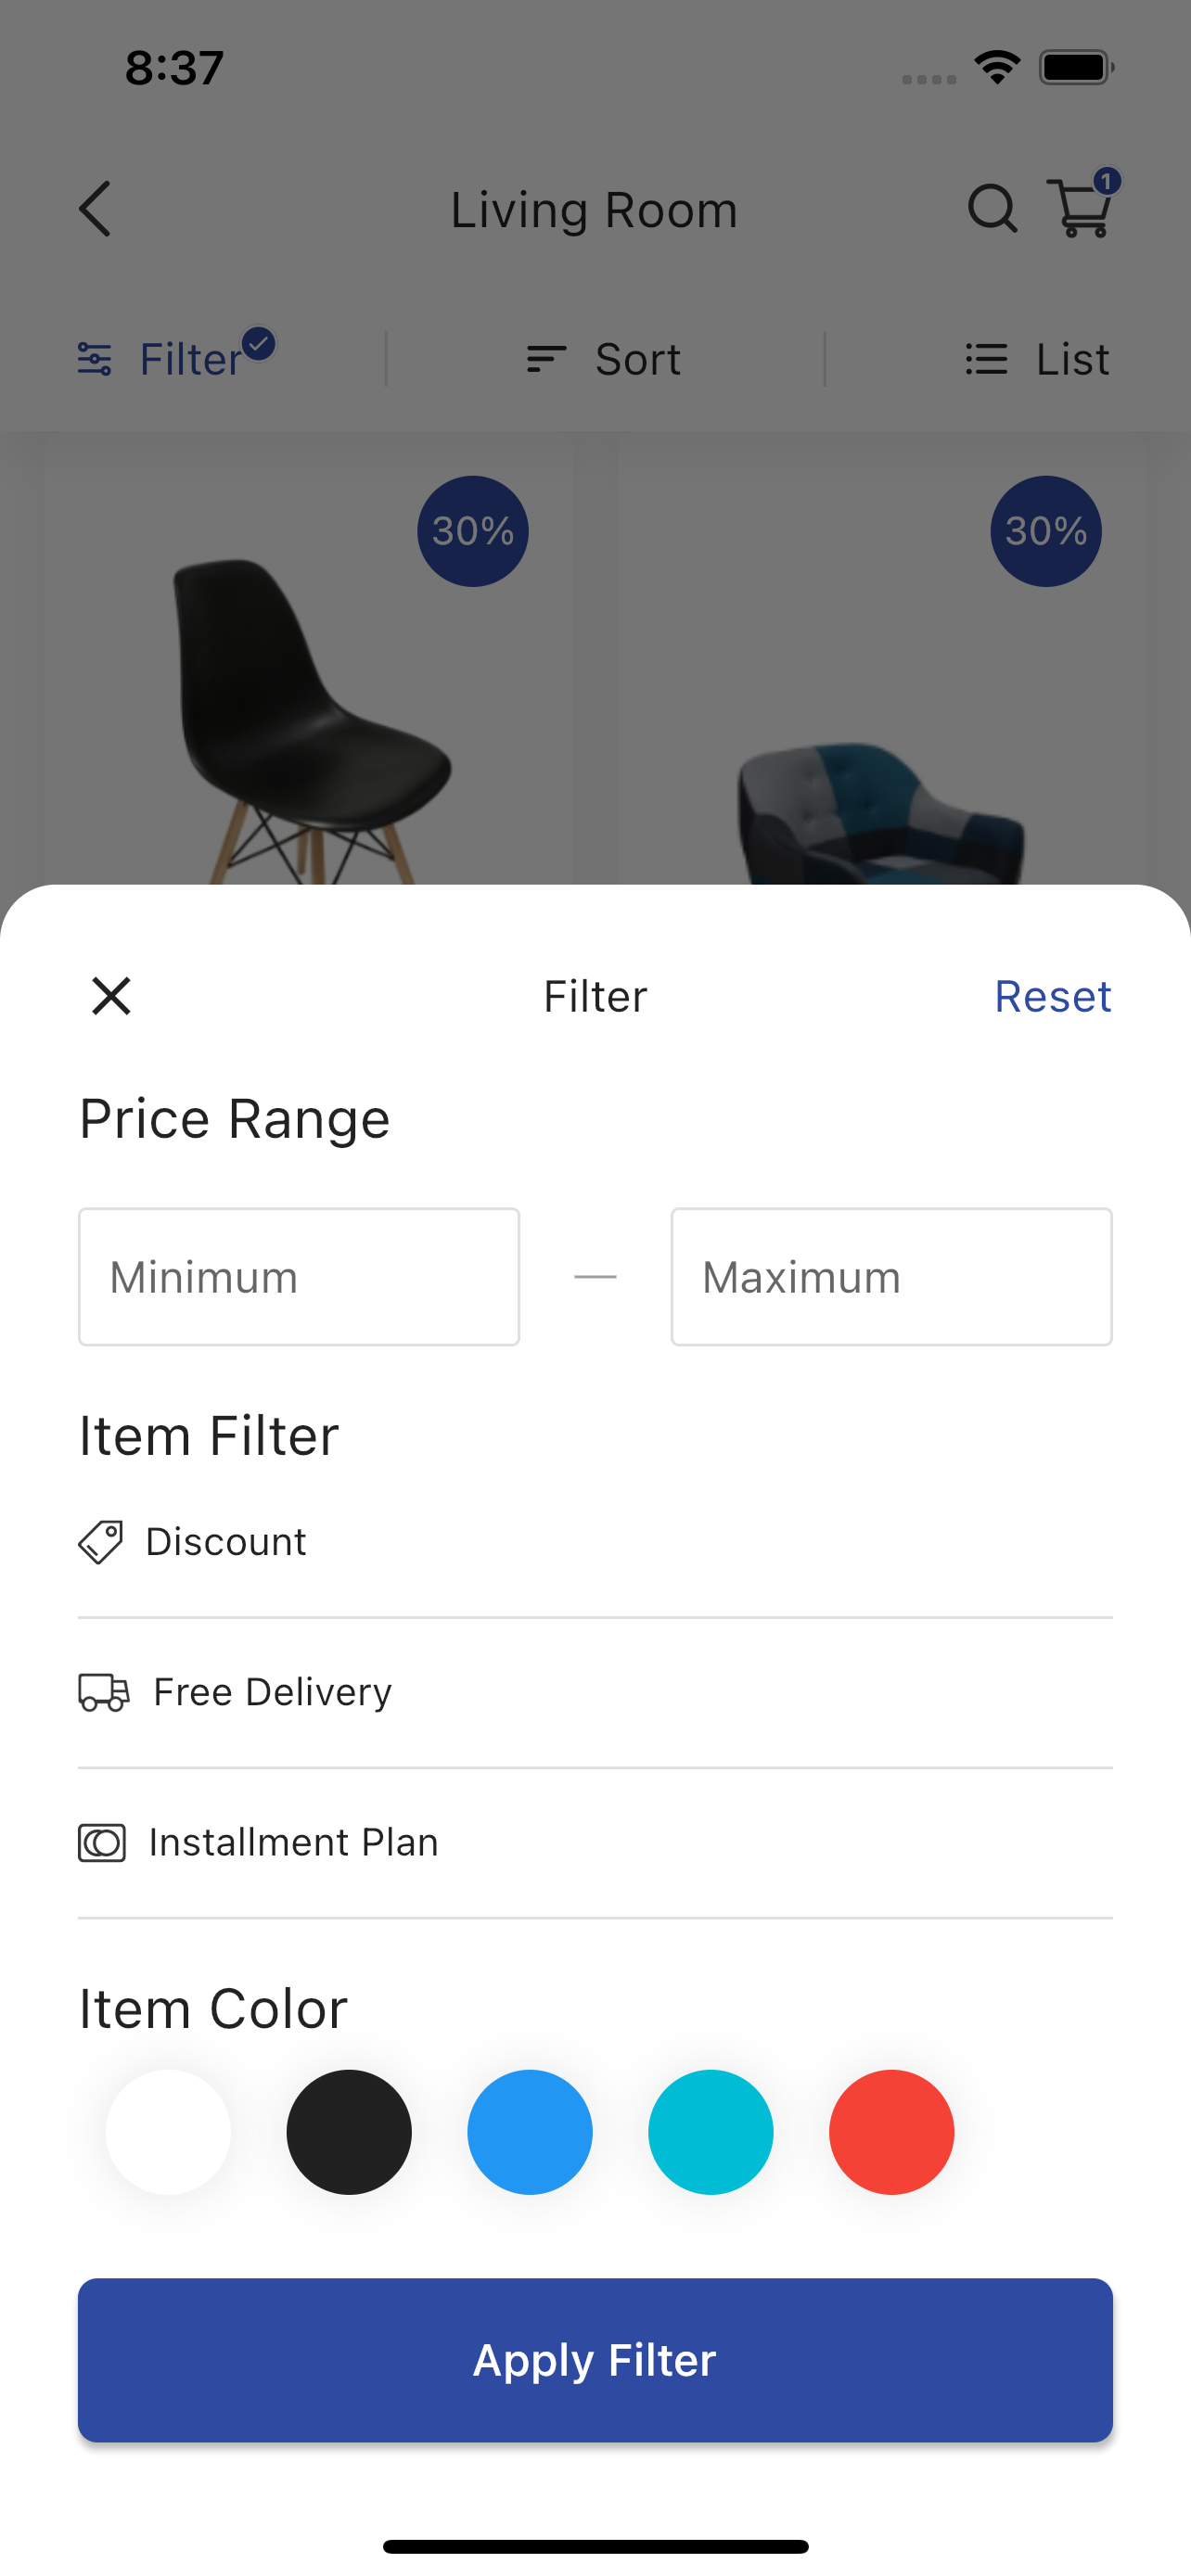 8:37
Living Room
1
Filter
Sort
List
30%
30%
Filter
Reset
Price Range
Minimum
Maximum
Item Filter
Discount
Free Delivery
Installment Plan
Item Color
Apply Filter